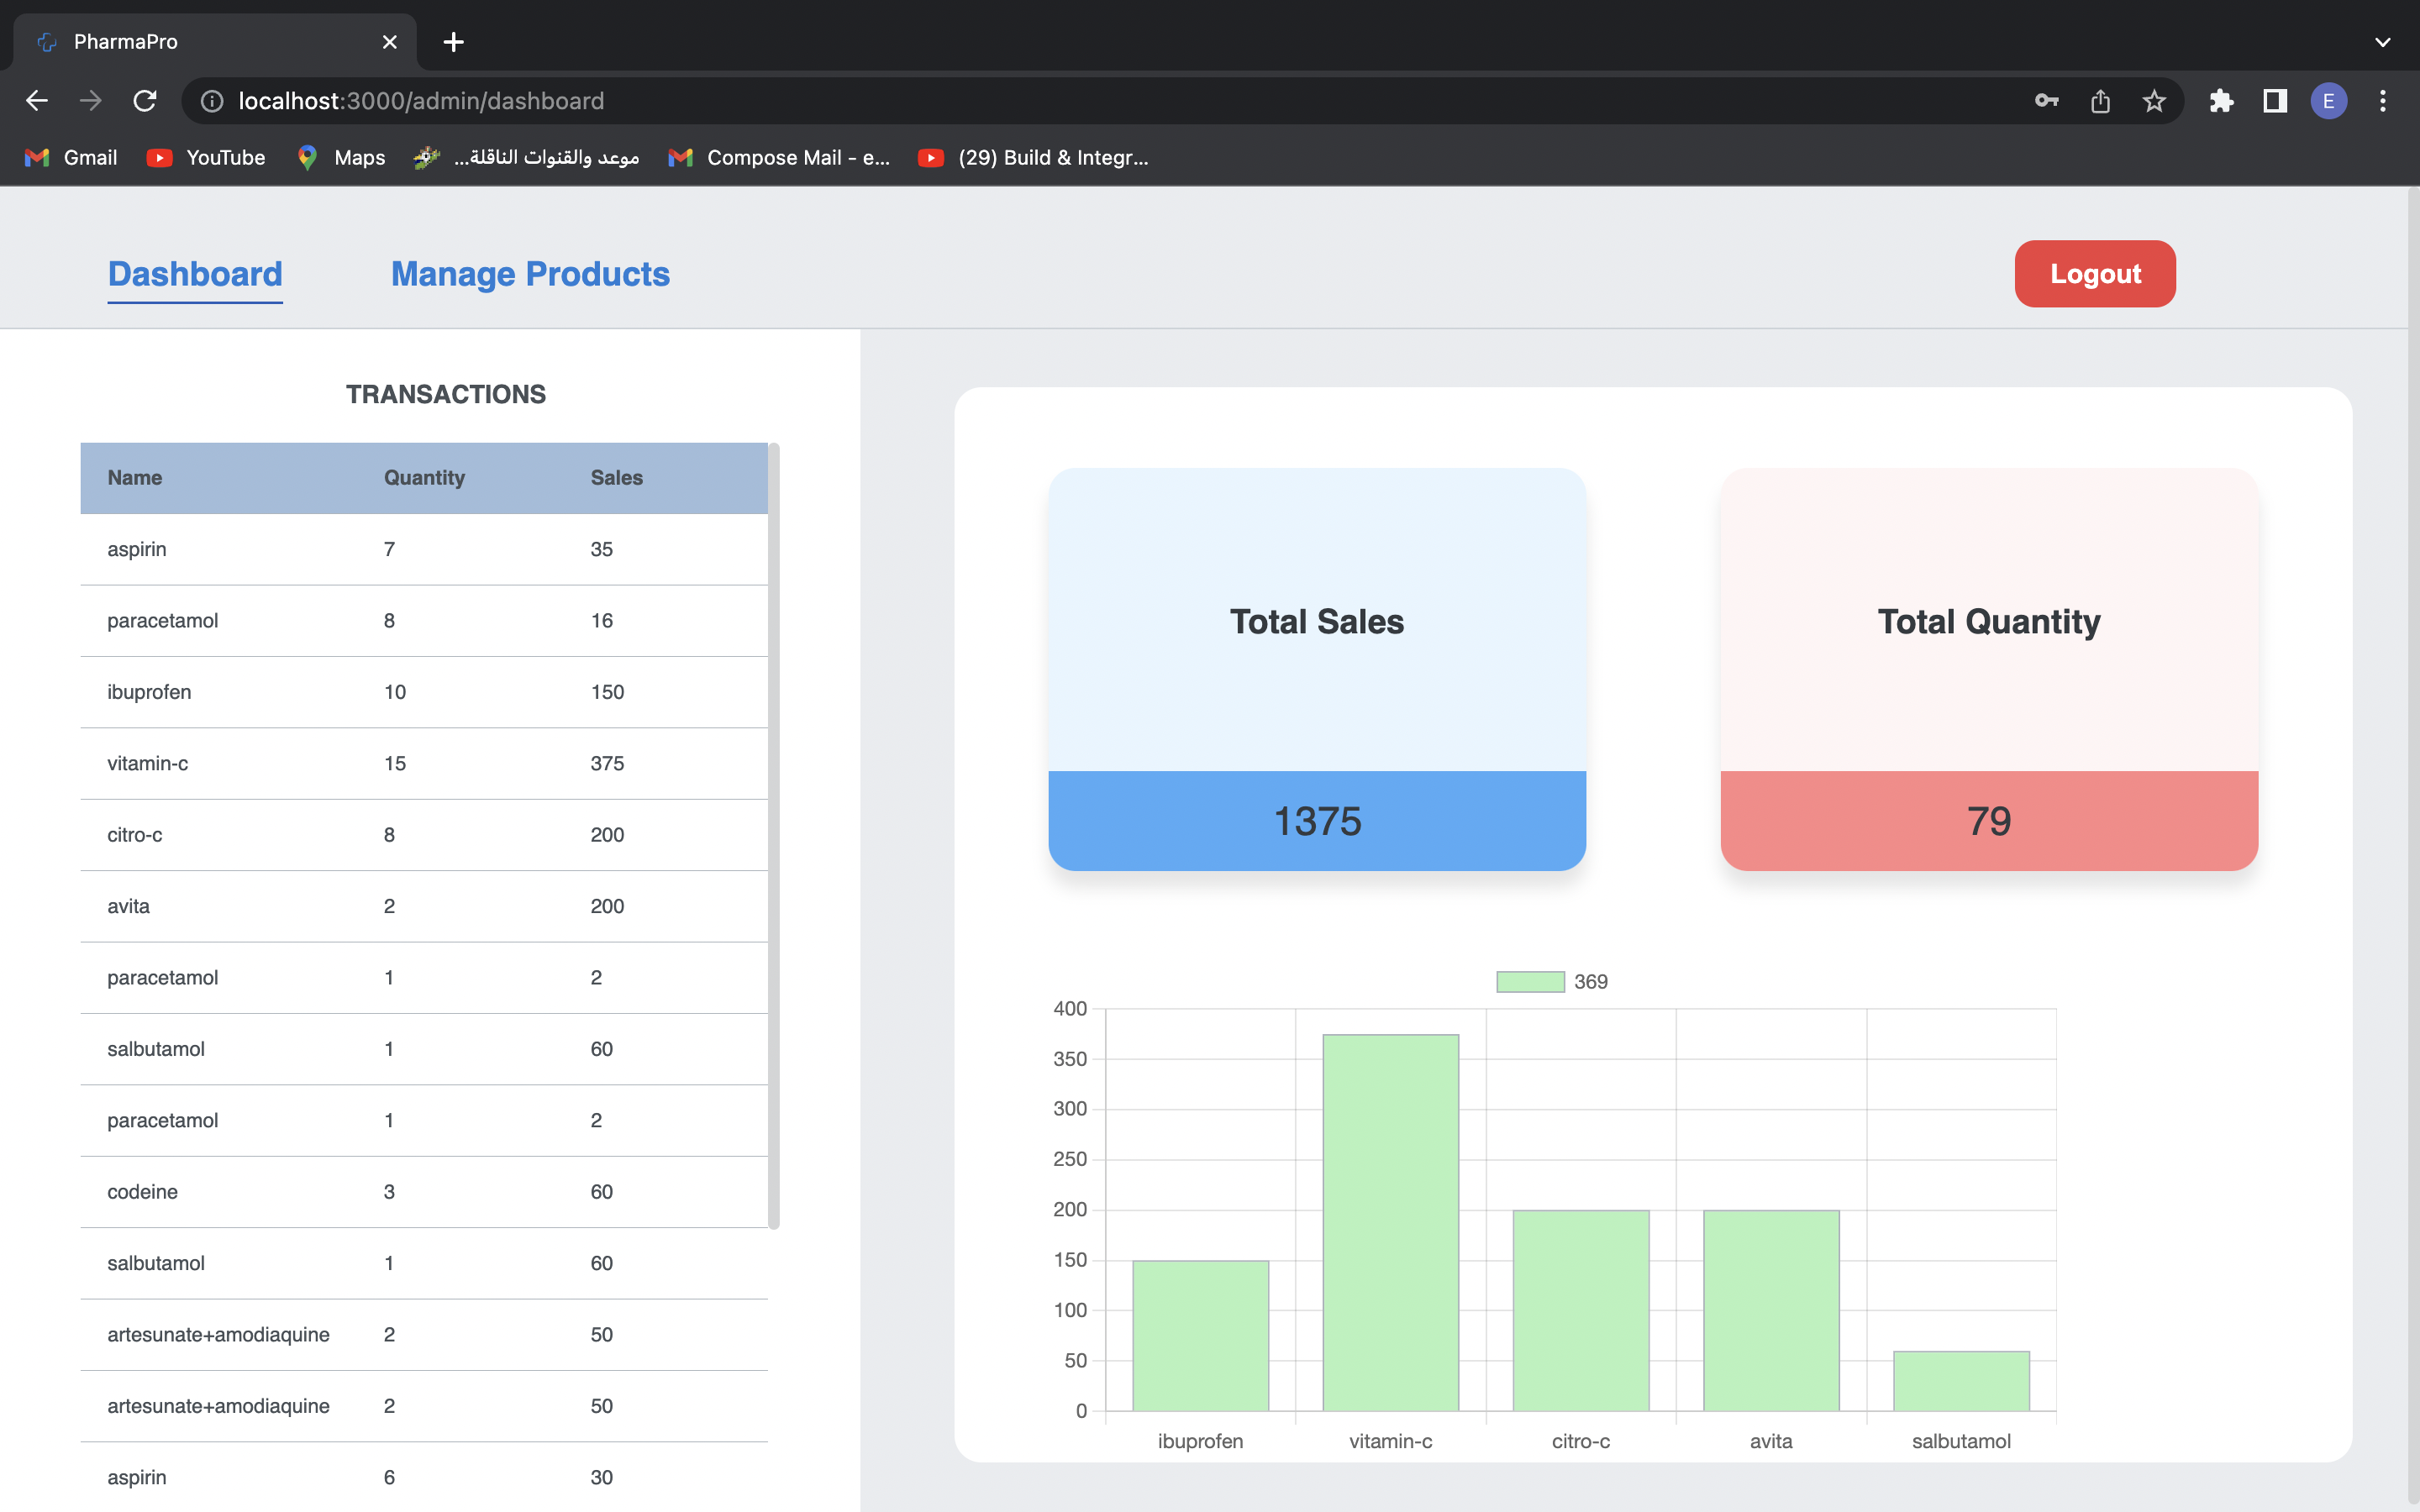 PharmaPro
localhost:3000/admin/dashboard
E
Gmail
YouTube
Maps
موعد والقنوات الناقلة...
Compose Mail - e...
(29) Build & Integr...
Dashboard
Manage Products
Logout
TRANSACTIONS
Name Quantity Sales
aspirin 7 35
paracetamol 8 16
ibuprofen 10 150
vitamin-c 15 375
citro-c 8 200
avita 2 200
paracetamol 1 2
salbutamol 1 60
paracetamol 1 2
codeine 3 60
salbutamol 1 60
artesunate+amodiaquine 2 50
artesunate+amodiaquine 2 50
aspirin 6 30
Total Sales
1375
Total Quantity
79
369
400
350
300
250
200
150
100
50
0
ibuprofen vitamin-c citro-c avita salbutamol